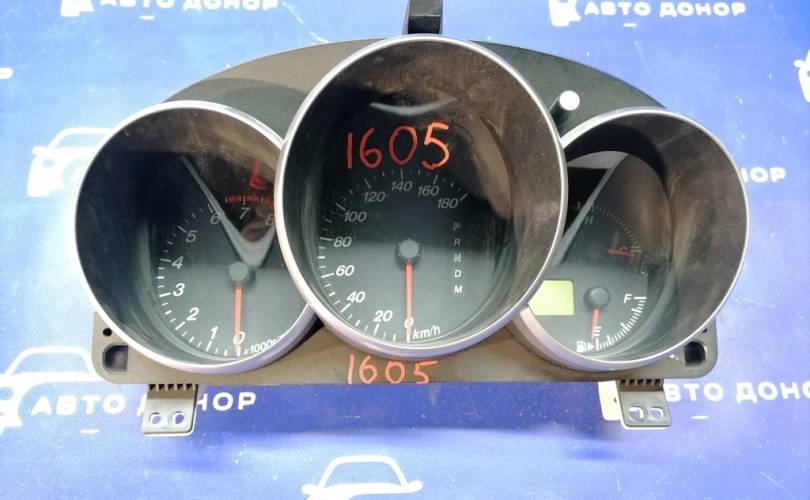 АВТО ДОНОР
АВТО ДОНОР
1605
6 7 8
5
4
3
2
1
0
x1000r
180
160
140
120
100
80
60
40
20
0
km/h
P
R
N
D
M
H
F
E
1605
АВТО ДОНОР
АВТО ДОНОР